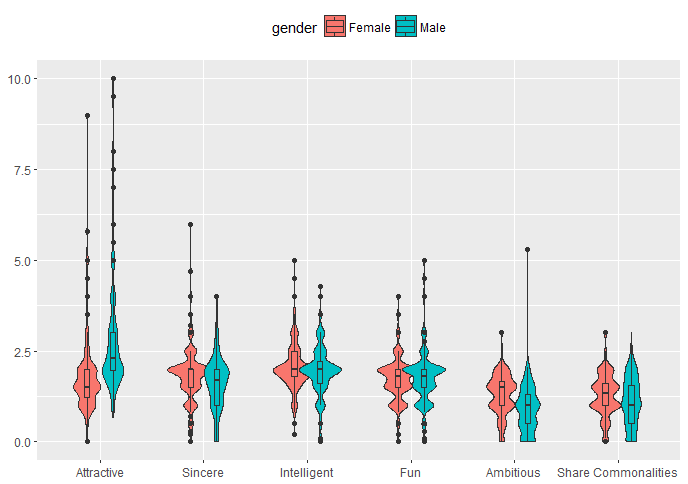 gender Female Male
10.0
7.5
5.0
2.5
0.0
Attractive Sincere Intelligent Fun Ambitious Share Commonalities